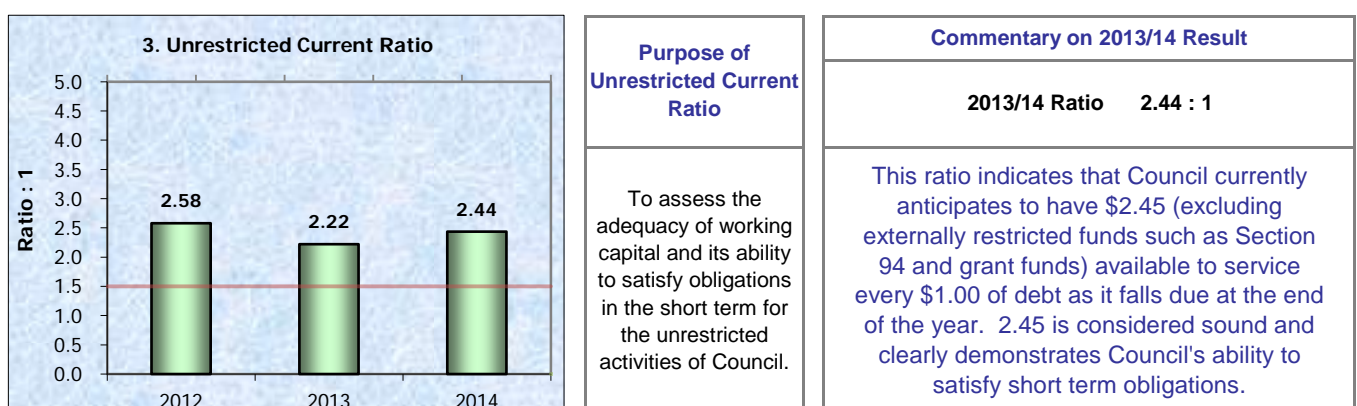 3. Unrestricted Current Ratio
5.0
4.5
4.0
3.5
3.0
2.5
2.0
1.5
1.0
0.5
0.0
Ratio : 1
2.58
2.22
2.44
2012
2013
2014
Purpose of
Unrestricted Current
Ratio
To assess the
adequacy of working
capital and its ability
to satisfy obligations
in the short term for
the unrestricted
activities of Council.
Commentary on 2013/14 Result
2013/14 Ratio 2.44 : 1
This ratio indicates that Council currently
anticipates to have $2.45 (excluding
externally restricted funds such as Section
94 and grant funds) available to service
every $1.00 of debt as it falls due at the end
of the year. 2.45 is considered sound and
clearly demonstrates Council's ability to
satisfy short term obligations.